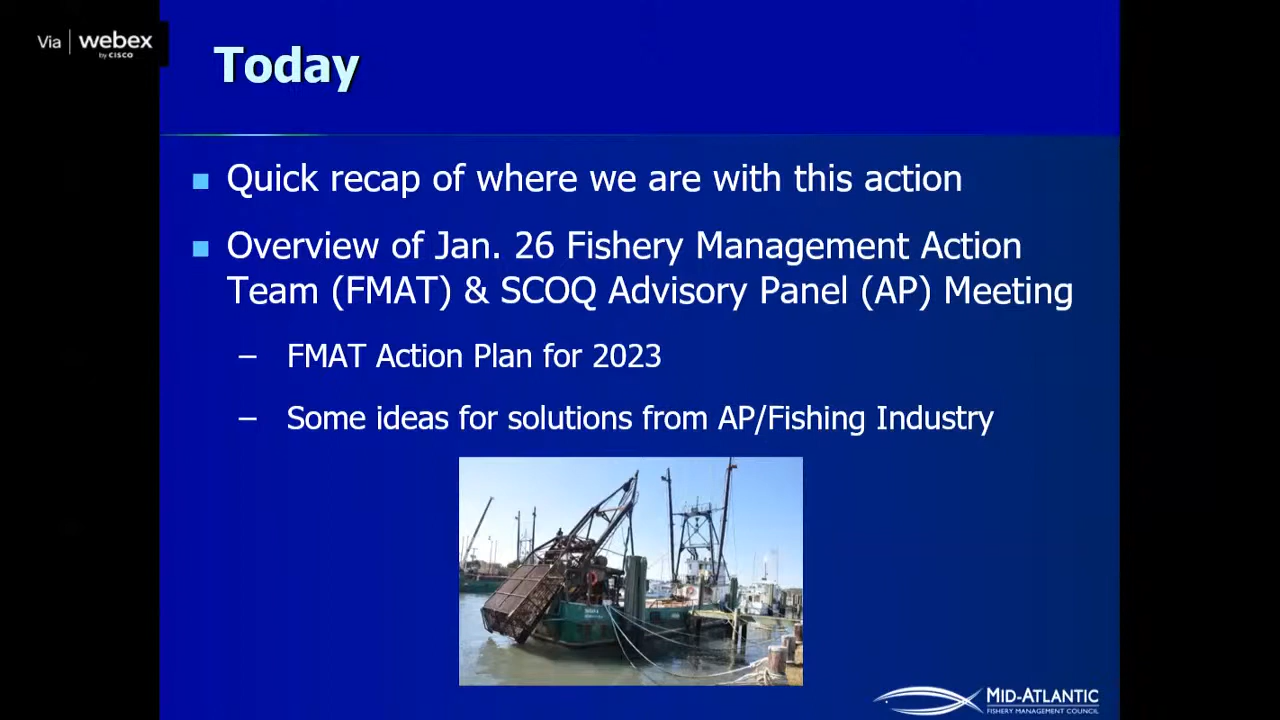 Via webex
by CISCO
Today
Quick recap of where we are with this action
Overview of Jan. 26 Fishery Management Action
Team (FMAT) & SCOQ Advisory Panel (AP) Meeting
– FMAT Action Plan for 2023
– Some ideas for solutions from AP/Fishing Industry
MID-ATLANTIC
FISHERY MANAGEMENT COUNCIL